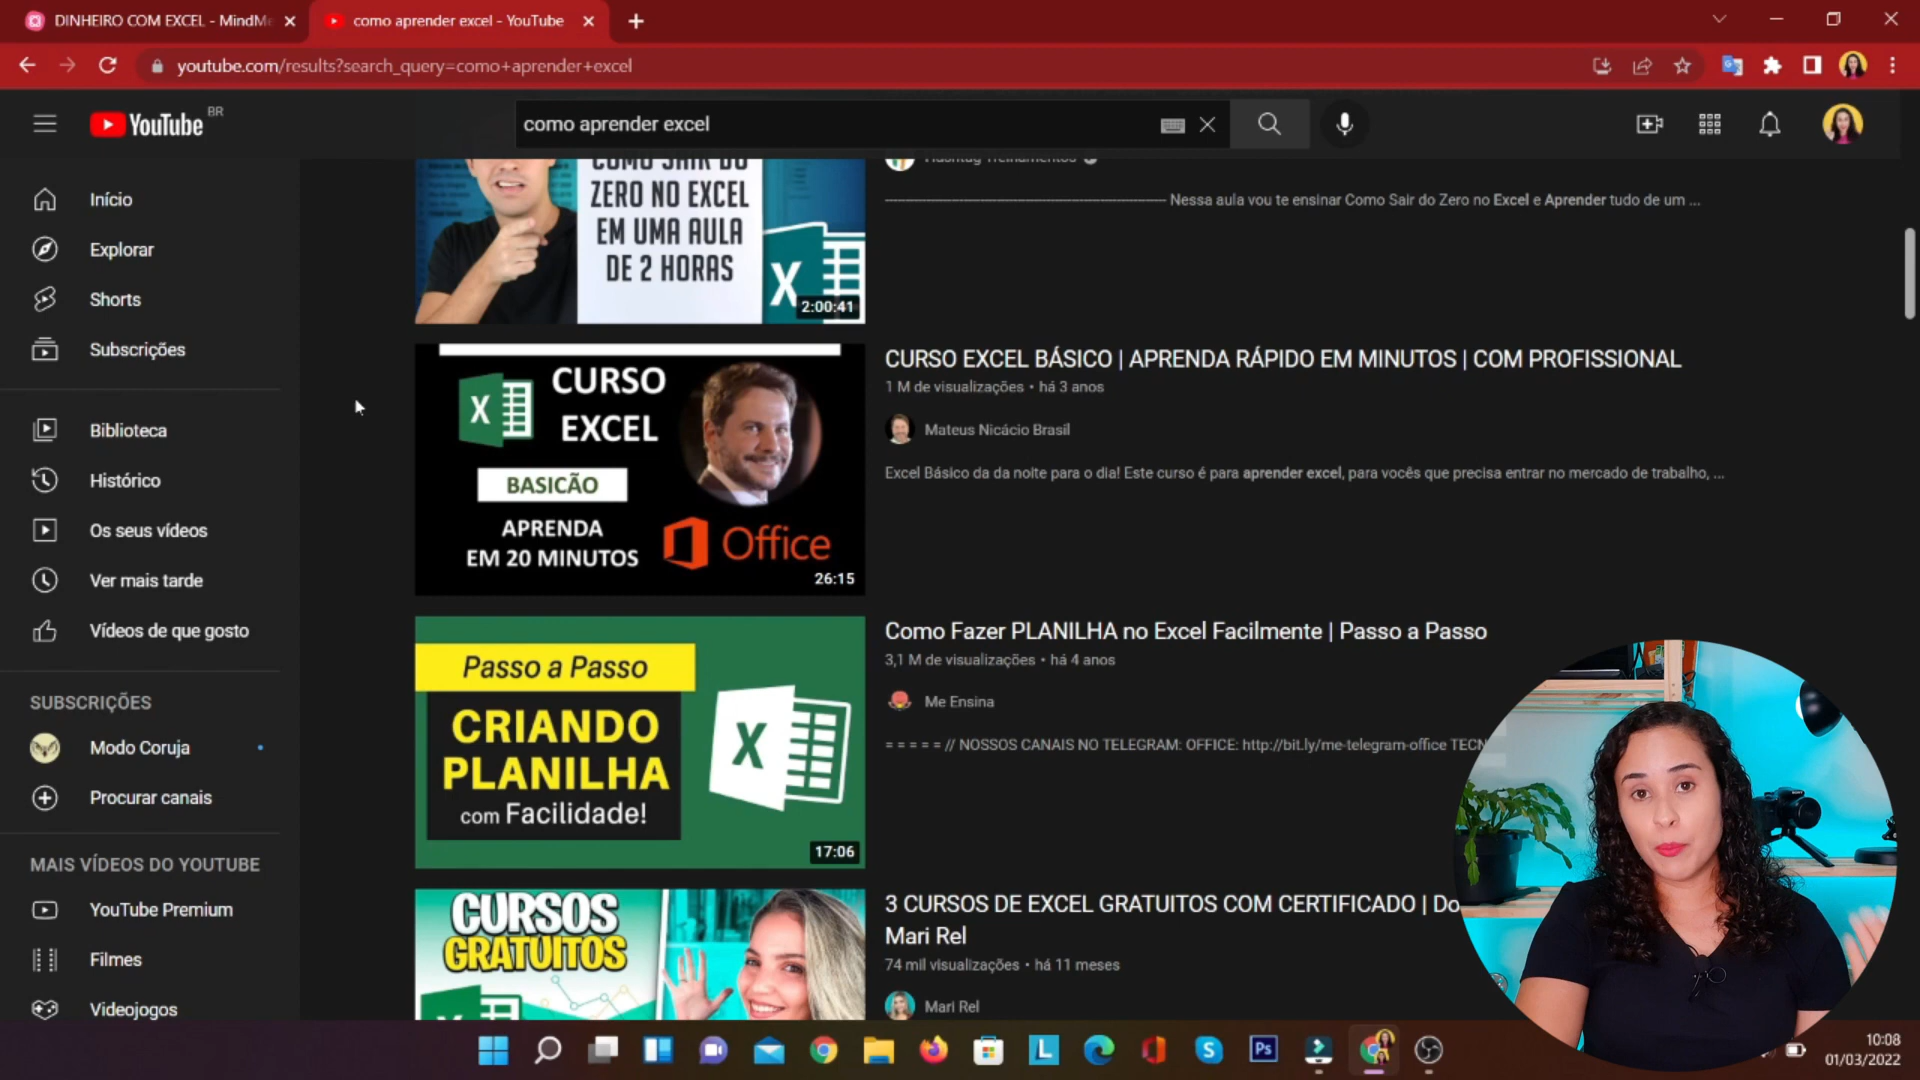 DINHEIRO COM EXCEL - MindM
como aprender excel - YouTube
youtube.com/results?search_query=como+aprender+excel
YouTube BR
como aprender excel
Início
Explorar
Shorts
Subscrições
Biblioteca
Histórico
Os seus vídeos
Ver mais tarde
Vídeos de que gosto
SUBSCRIÇÕES
Modo Coruja
Procurar canais
MAIS VÍDEOS DO YOUTUBE
YouTube Premium
Filmes
Videojogos
COMO SAIR DO
ZERO NO EXCEL
EM UMA AULA
DE 2 HORAS
X
2:00:41
Hashtag Treinamentos
Nessa aula vou te ensinar Como Sair do Zero no Excel e Aprender tudo de um ...
X
CURSO
EXCEL
BASICÃO
APRENDA
EM 20 MINUTOS
Office
26:15
CURSO EXCEL BÁSICO | APRENDA RÁPIDO EM MINUTOS | COM PROFISSIONAL
1 M de visualizações • há 3 anos
Mateus Nicácio Brasil
Excel Básico da da noite para o dia! Este curso é para aprender excel, para vocês que precisa entrar no mercado de trabalho, ...
Passo a Passo
CRIANDO
PLANILHA
com Facilidade!
X
17:06
Como Fazer PLANILHA no Excel Facilmente | Passo a Passo
3,1 M de visualizações • há 4 anos
Me Ensina
= = = = = // NOSSOS CANAIS NO TELEGRAM: OFFICE: http://bit.ly/me-telegram-office TECN
CURSOS
GRATUITOS
3 CURSOS DE EXCEL GRATUITOS COM CERTIFICADO | Do
Mari Rel
74 mil visualizações • há 11 meses
Mari Rel
L
S
Ps
10:08
01/03/2022